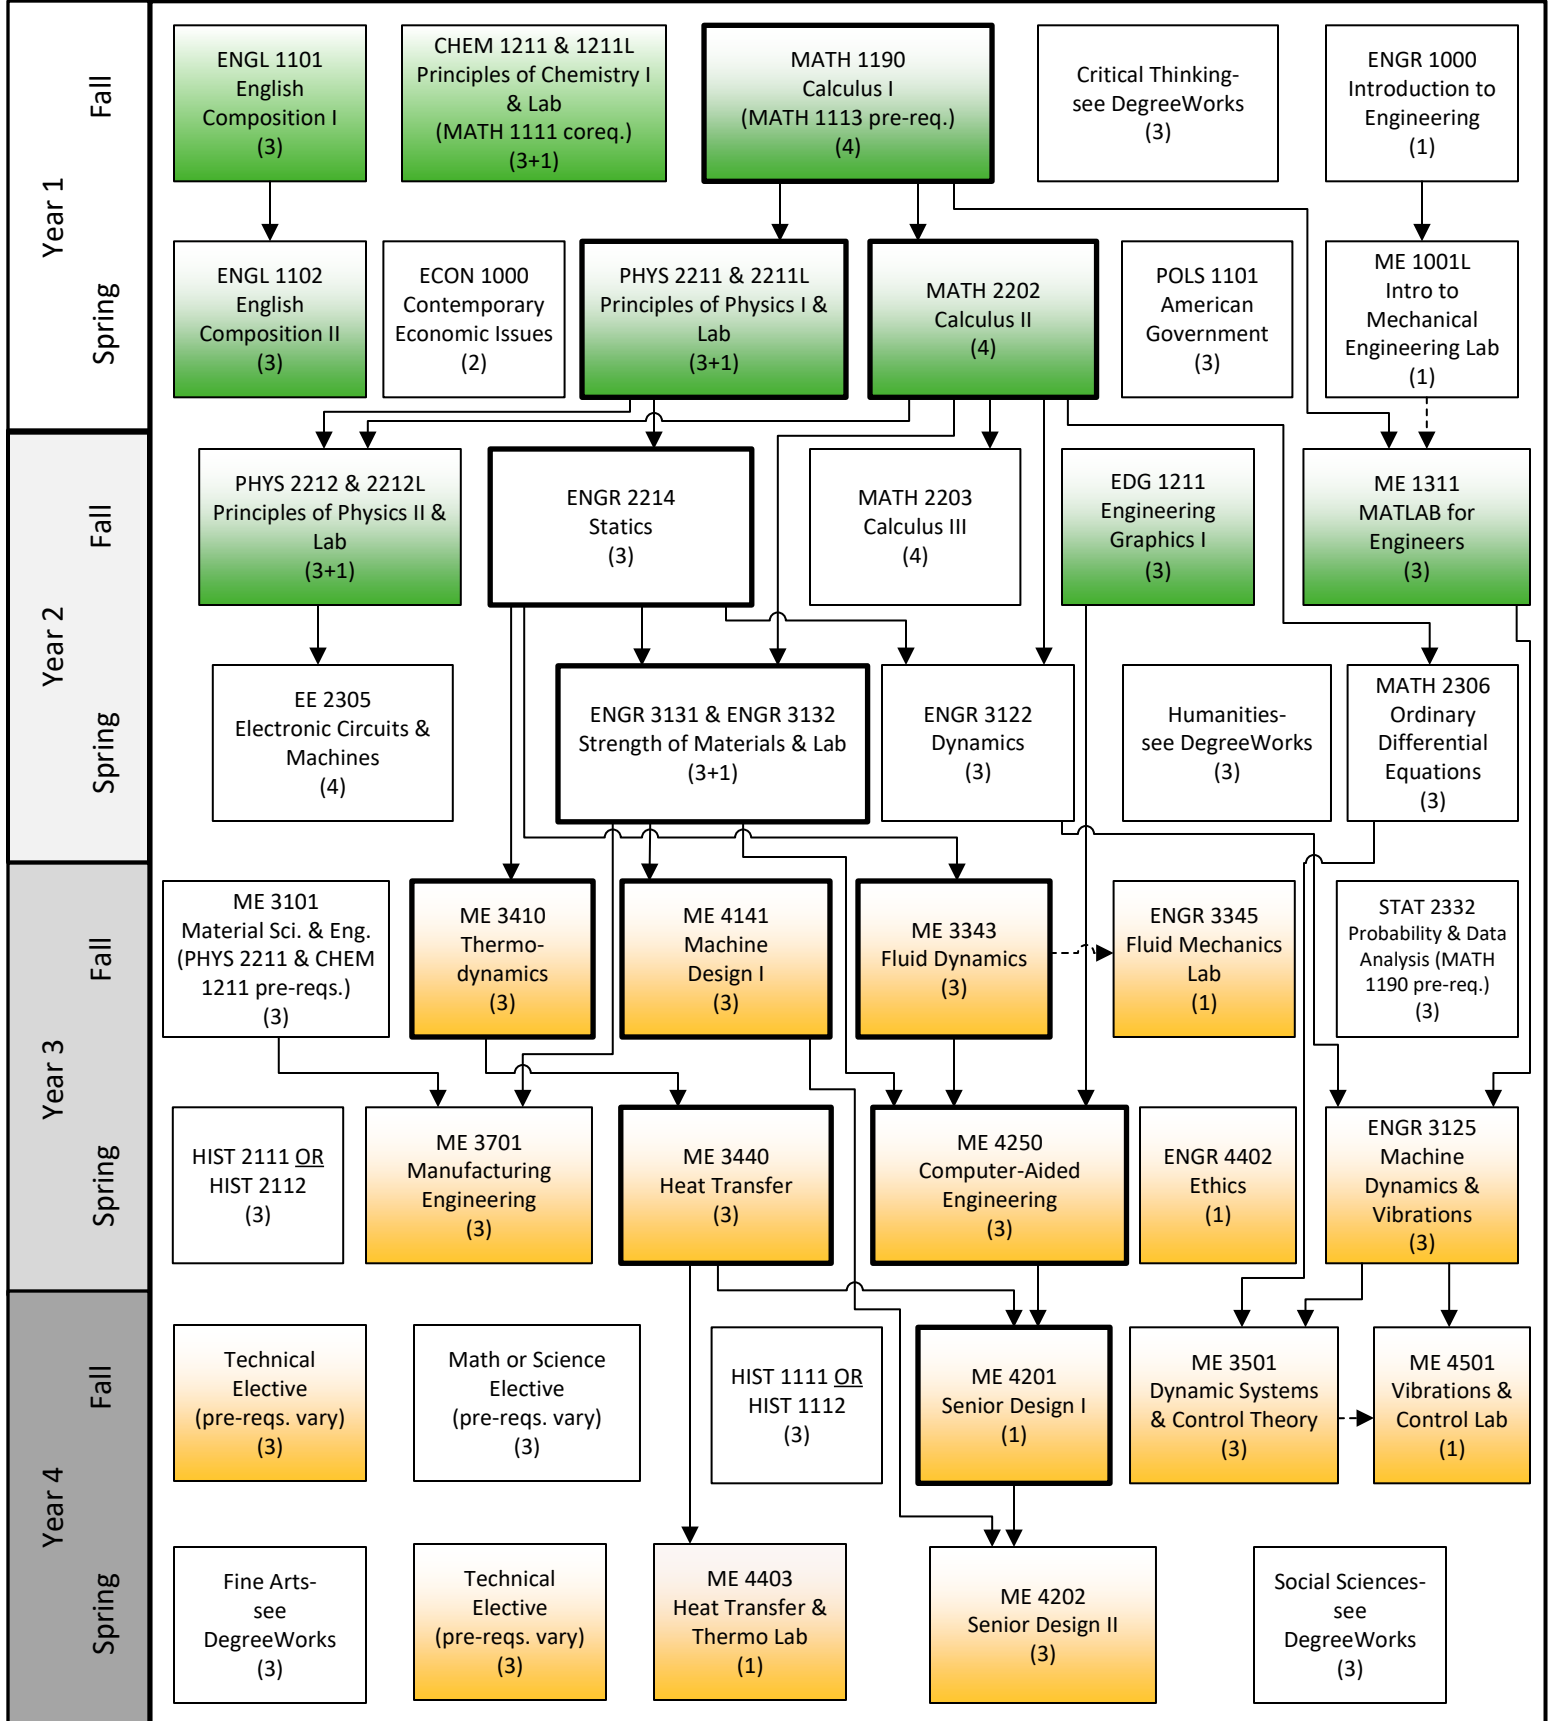 Year 1
Fall
ENGL 1101
English
Composition I
(3)
CHEM 1211 & 1211L
Principles of Chemistry I
& Lab
(MATH 1111 coreq.)
(3+1)
MATH 1190
Calculus I
(MATH 1113 pre-req.)
(4)
Critical Thinking-
see DegreeWorks
(3)
ENGR 1000
Introduction to
Engineering
(1)
Spring
ENGL 1102
English
Composition II
(3)
ECON 1000
Contemporary
Economic Issues
(2)
PHYS 2211 & 2211L
Principles of Physics I &
Lab
(3+1)
MATH 2202
Calculus II
(4)
POLS 1101
American
Government
(3)
ME 1001L
Intro to
Mechanical
Engineering Lab
(1)
Year 2
Fall
PHYS 2212 & 2212L
Principles of Physics II &
Lab
(3+1)
ENGR 2214
Statics
(3)
MATH 2203
Calculus III
(4)
EDG 1211
Engineering
Graphics I
(3)
ME 1311
MATLAB for
Engineers
(3)
Spring
EE 2305
Electronic Circuits &
Machines
(4)
ENGR 3131 & ENGR 3132
Strength of Materials & Lab
(3+1)
ENGR 3122
Dynamics
(3)
Humanities-
see DegreeWorks
(3)
MATH 2306
Ordinary
Differential
Equations
(3)
Year 3
Fall
ME 3101
Material Sci. & Eng.
(PHYS 2211 & CHEM
1211 pre-reqs.)
(3)
ME 3410
Thermo-
dynamics
(3)
ME 4141
Machine
Design I
(3)
ME 3343
Fluid Dynamics
(3)
ENGR 3345
Fluid Mechanics
Lab
(1)
STAT 2332
Probability & Data
Analysis (MATH
1190 pre-req.)
(3)
Spring
HIST 2111 OR
HIST 2112
(3)
ME 3701
Manufacturing
Engineering
(3)
ME 3440
Heat Transfer
(3)
ME 4250
Computer-Aided
Engineering
(3)
ENGR 4402
Ethics
(1)
ENGR 3125
Machine
Dynamics &
Vibrations
(3)
Year 4
Fall
Technical
Elective
(pre-reqs. vary)
(3)
Math or Science
Elective
(pre-reqs. vary)
(3)
HIST 1111 OR
HIST 1112
(3)
ME 4201
Senior Design I
(1)
ME 3501
Dynamic Systems
& Control Theory
(3)
ME 4501
Vibrations &
Control Lab
(1)
Spring
Fine Arts-
see
DegreeWorks
(3)
Technical
Elective
(pre-reqs. vary)
(3)
ME 4403
Heat Transfer &
Thermo Lab
(1)
ME 4202
Senior Design II
(3)
Social Sciences-
see
DegreeWorks
(3)